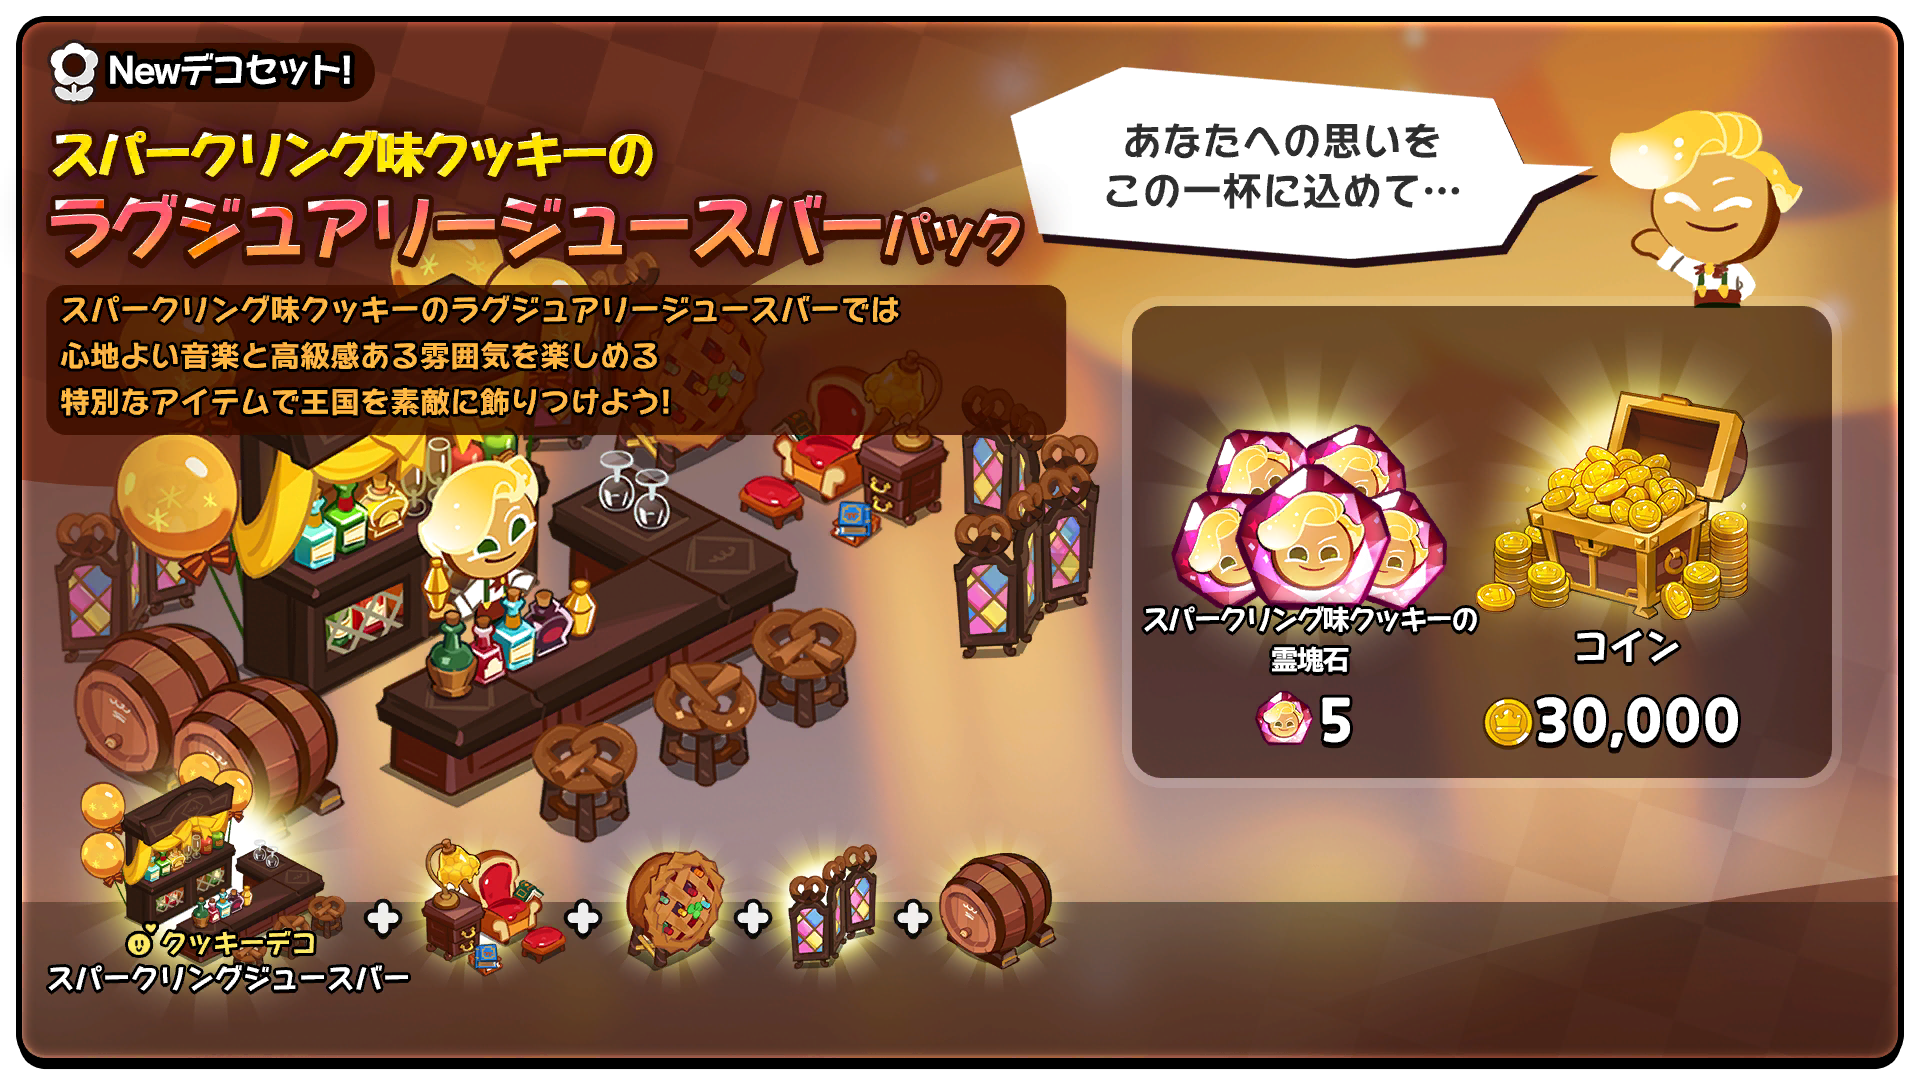 Newデコセット!
スパークリング味クッキーの
ラグジュアリージュースバーパック
スパークリング味クッキーのラグジュアリージュースバーでは
心地よい音楽と高級感ある雰囲気を楽しめる
特別なアイテムで王国を素敵に飾りつけよう!
あなたへの思いを
この一杯に込めて…
スパークリング味クッキーの
霊塊石
5
コイン
30,000
クッキーデコ
スパークリングジュースバー